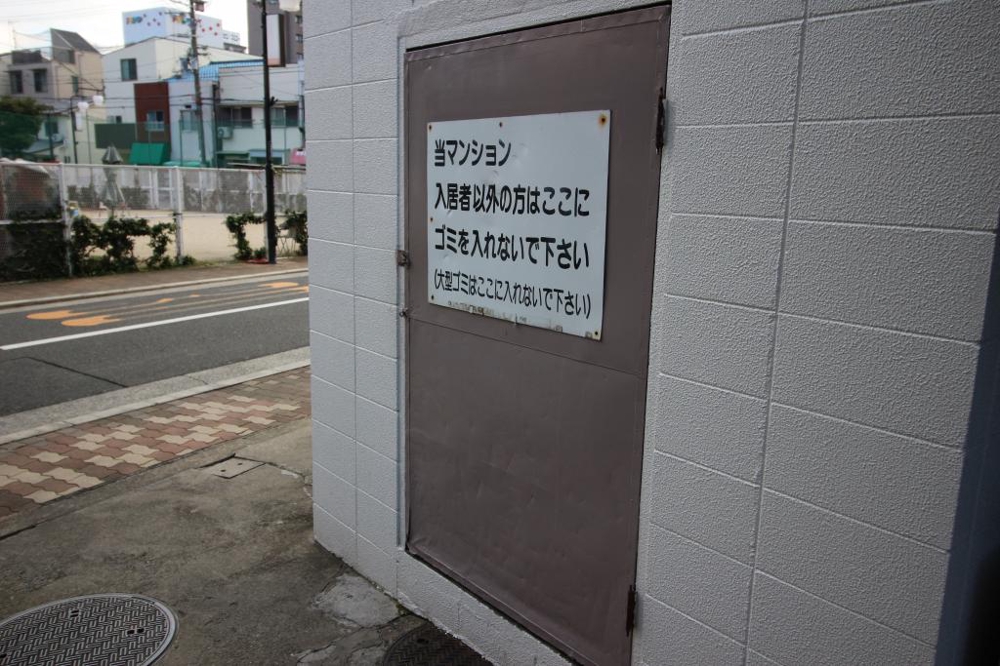 当マンション
入居者以外の方はここに
ゴミを入れないで下さい
(大型ゴミはここに入れないで下さい)